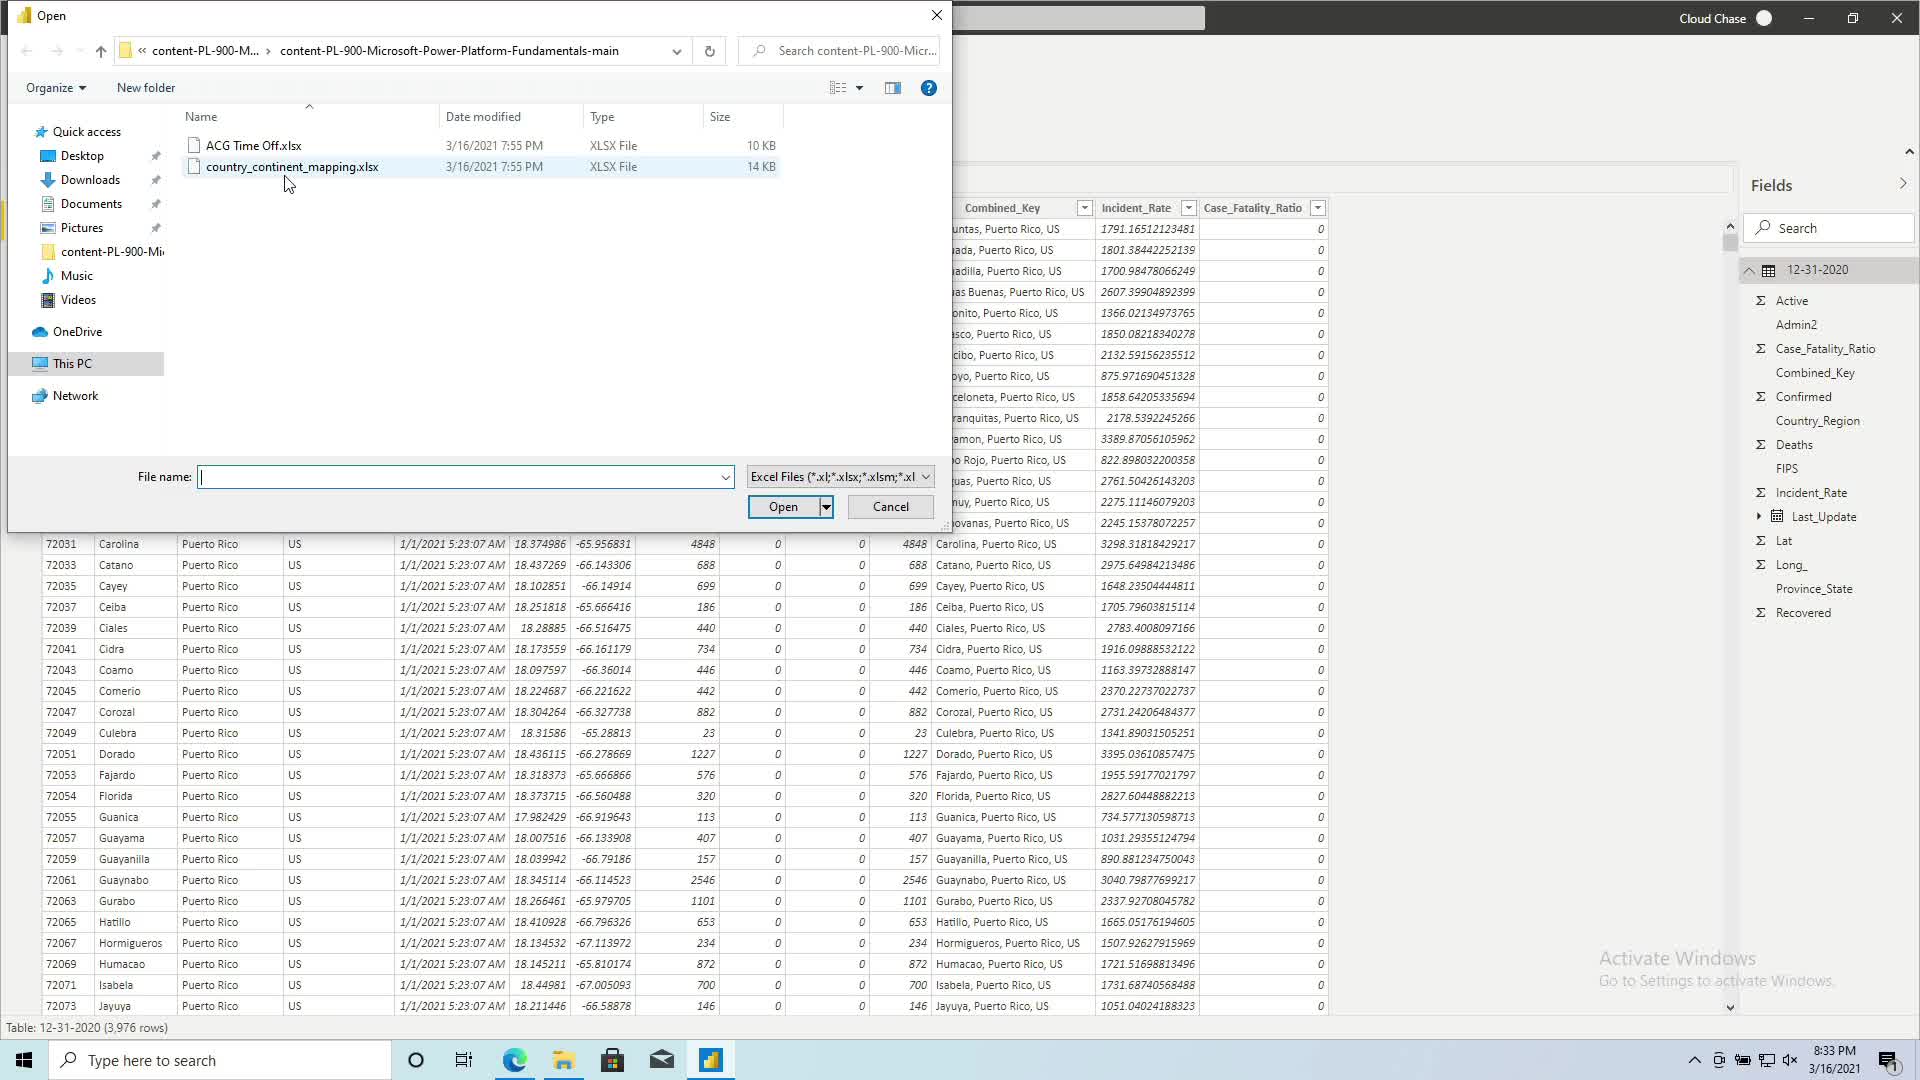 Open
Cloud Chase
« content-PL-900-M... › content-PL-900-Microsoft-Power-Platform-Fundamentals-main
Search content-PL-900-Micr...
Organize
New folder
Name Date modified Type Size
ACG Time Off.xlsx 3/16/2021 7:55 PM XLSX File 10 KB
country_continent_mapping.xlsx 3/16/2021 7:55 PM XLSX File 14 KB
Quick access
Desktop
Downloads
Documents
Pictures
content-PL-900-Mi
Music
Videos
OneDrive
This PC
Network
File name:
Excel Files (*.xl;*.xlsx;*.xlsm;*.xl
Open
Cancel
Combined_Key Incident_Rate Case_Fatality_Ratio
untas, Puerto Rico, US 1791.16512123481 0
ada, Puerto Rico, US 1801.38442252139 0
adilla, Puerto Rico, US 1700.98478066249 0
as Buenas, Puerto Rico, US 2607.39904892399 0
onito, Puerto Rico, US 1366.02134973765 0
asco, Puerto Rico, US 1850.08218340278 0
cibo, Puerto Rico, US 2132.59156235512 0
oyo, Puerto Rico, US 875.971690451328 0
celoneta, Puerto Rico, US 1858.64205335694 0
ranquitas, Puerto Rico, US 2178.5392245266 0
amon, Puerto Rico, US 3389.87056105962 0
o Rojo, Puerto Rico, US 822.898032200358 0
guas, Puerto Rico, US 2761.50426143203 0
muy, Puerto Rico, US 2275.11146079203 0
ovanas, Puerto Rico, US 2245.15378072257 0
72031 Carolina Puerto Rico US 1/1/2021 5:23:07 AM 18.374986 -65.956831 4848 0 0 4848 Carolina, Puerto Rico, US 3298.31818429217 0
72033 Catano Puerto Rico US 1/1/2021 5:23:07 AM 18.437269 -66.143306 688 0 0 688 Catano, Puerto Rico, US 2975.64984213486 0
72035 Cayey Puerto Rico US 1/1/2021 5:23:07 AM 18.102851 -66.14914 699 0 0 699 Cayey, Puerto Rico, US 1648.23504444811 0
72037 Ceiba Puerto Rico US 1/1/2021 5:23:07 AM 18.251818 -65.666416 186 0 0 186 Ceiba, Puerto Rico, US 1705.79603815114 0
72039 Ciales Puerto Rico US 1/1/2021 5:23:07 AM 18.28885 -66.516475 440 0 0 440 Ciales, Puerto Rico, US 2783.4008097166 0
72041 Cidra Puerto Rico US 1/1/2021 5:23:07 AM 18.173559 -66.161179 734 0 0 734 Cidra, Puerto Rico, US 1916.09888532122 0
72043 Coamo Puerto Rico US 1/1/2021 5:23:07 AM 18.097597 -66.36014 446 0 0 446 Coamo, Puerto Rico, US 1163.39732888147 0
72045 Comerio Puerto Rico US 1/1/2021 5:23:07 AM 18.224687 -66.221622 442 0 0 442 Comerio, Puerto Rico, US 2370.22737022737 0
72047 Corozal Puerto Rico US 1/1/2021 5:23:07 AM 18.304264 -66.327738 882 0 0 882 Corozal, Puerto Rico, US 2731.24206484377 0
72049 Culebra Puerto Rico US 1/1/2021 5:23:07 AM 18.31586 -65.28813 23 0 0 23 Culebra, Puerto Rico, US 1341.89031505251 0
72051 Dorado Puerto Rico US 1/1/2021 5:23:07 AM 18.436115 -66.278669 1227 0 0 1227 Dorado, Puerto Rico, US 3395.03610857475 0
72053 Fajardo Puerto Rico US 1/1/2021 5:23:07 AM 18.318373 -65.666866 576 0 0 576 Fajardo, Puerto Rico, US 1955.59177021797 0
72054 Florida Puerto Rico US 1/1/2021 5:23:07 AM 18.373715 -66.560488 320 0 0 320 Florida, Puerto Rico, US 2827.60448882213 0
72055 Guanica Puerto Rico US 1/1/2021 5:23:07 AM 17.982429 -66.919643 113 0 0 113 Guanica, Puerto Rico, US 734.577130598713 0
72057 Guayama Puerto Rico US 1/1/2021 5:23:07 AM 18.007516 -66.133908 407 0 0 407 Guayama, Puerto Rico, US 1031.29355124794 0
72059 Guayanilla Puerto Rico US 1/1/2021 5:23:07 AM 18.039942 -66.79186 157 0 0 157 Guayanilla, Puerto Rico, US 890.881234750043 0
72061 Guaynabo Puerto Rico US 1/1/2021 5:23:07 AM 18.345114 -66.114523 2546 0 0 2546 Guaynabo, Puerto Rico, US 3040.79877699217 0
72063 Gurabo Puerto Rico US 1/1/2021 5:23:07 AM 18.266461 -65.979705 1101 0 0 1101 Gurabo, Puerto Rico, US 2337.92708045782 0
72065 Hatillo Puerto Rico US 1/1/2021 5:23:07 AM 18.410928 -66.796326 653 0 0 653 Hatillo, Puerto Rico, US 1665.05176194605 0
72067 Hormigueros Puerto Rico US 1/1/2021 5:23:07 AM 18.134532 -67.113972 234 0 0 234 Hormigueros, Puerto Rico, US 1507.92627915969 0
72069 Humacao Puerto Rico US 1/1/2021 5:23:07 AM 18.145211 -65.810174 872 0 0 872 Humacao, Puerto Rico, US 1721.51698813496 0
72071 Isabela Puerto Rico US 1/1/2021 5:23:07 AM 18.44981 -67.005093 700 0 0 700 Isabela, Puerto Rico, US 1731.68740568488 0
72073 Jayuya Puerto Rico US 1/1/2021 5:23:07 AM 18.211446 -66.58878 146 0 0 146 Jayuya, Puerto Rico, US 1051.04024188323 0
Fields
Search
12-31-2020
Active
Admin2
Case_Fatality_Ratio
Combined_Key
Confirmed
Country_Region
Deaths
FIPS
Incident_Rate
Last_Update
Lat
Long_
Province_State
Recovered
Activate Windows
Go to Settings to activate Windows.
Table: 12-31-2020 (3,976 rows)
Type here to search
8:33 PM
3/16/2021
1